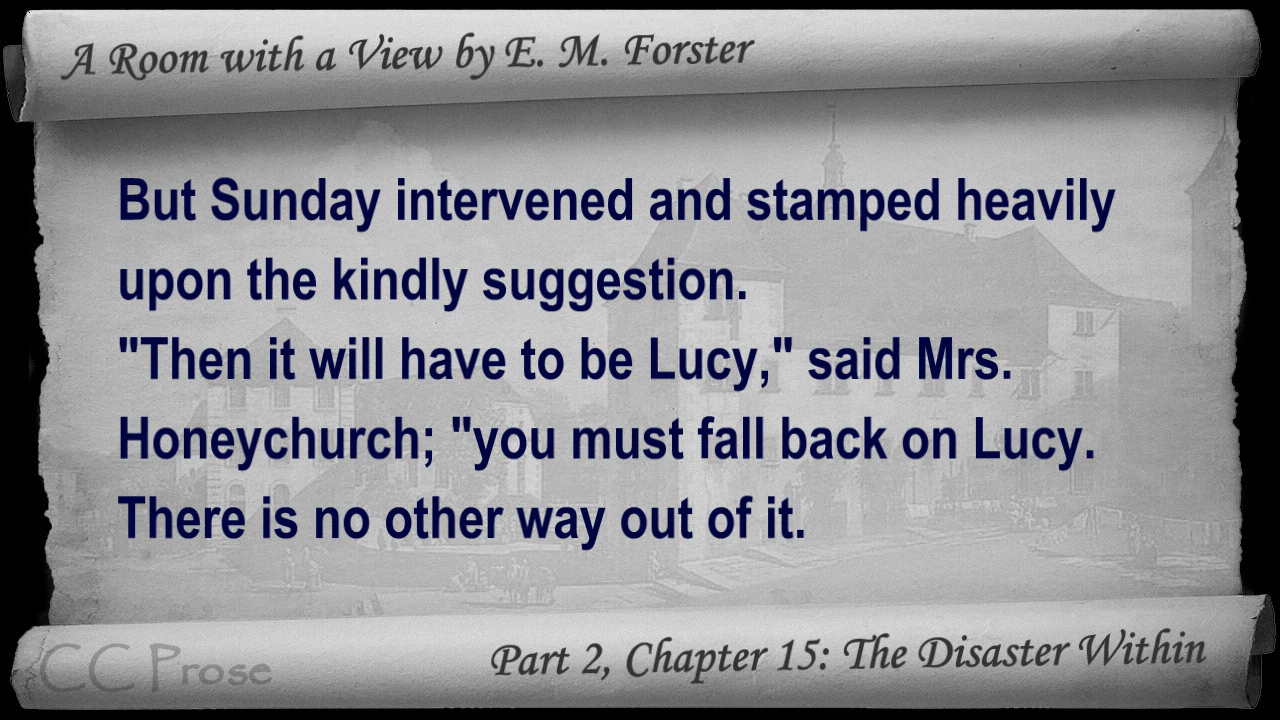 A Room with a View by E. M. Forster
But Sunday intervened and stamped heavily
upon the kindly suggestion.
"Then it will have to be Lucy," said Mrs.
Honeychurch; "you must fall back on Lucy.
There is no other way out of it.
CC Prose
Part 2, Chapter 15: The Disaster Within